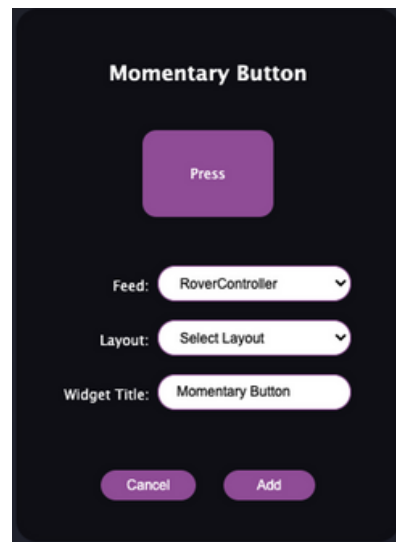 Momentary Button
Press
Feed: RoverController
Layout: Select Layout
Widget Title: Momentary Button
Cancel Add